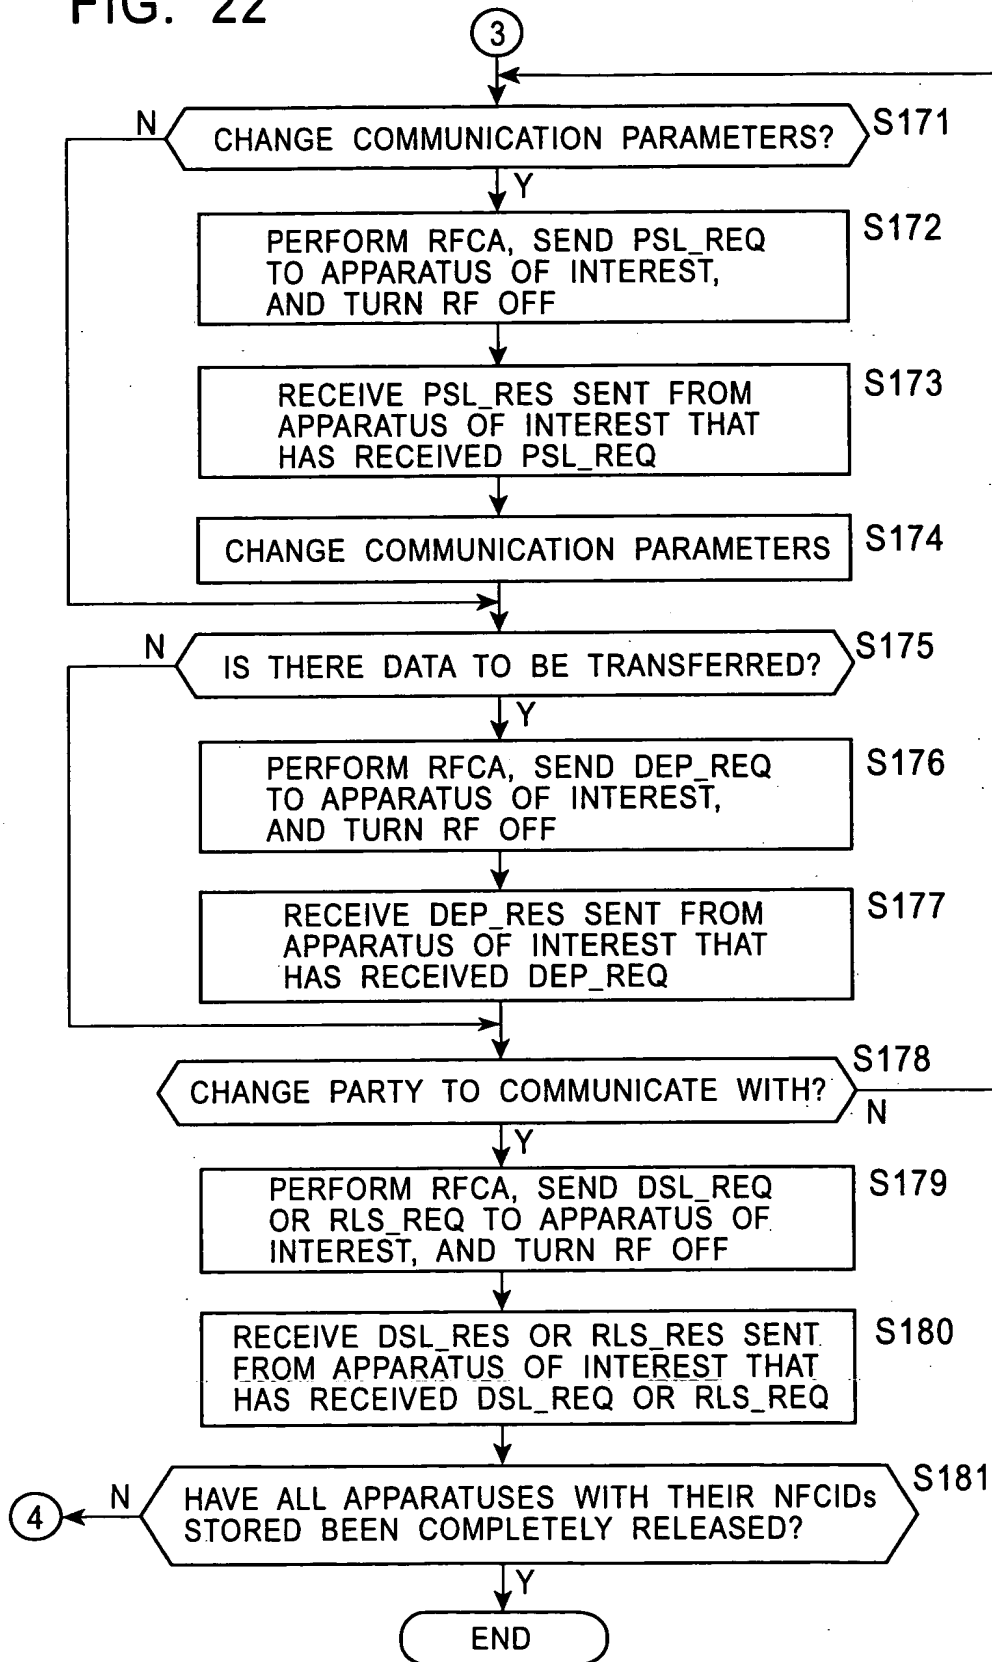 FIG. 22
3
N
CHANGE COMMUNICATION PARAMETERS?
S171
Y
PERFORM RFCA, SEND PSL_REQ
TO APPARATUS OF INTEREST,
AND TURN RF OFF
S172
RECEIVE PSL_RES SENT FROM
APPARATUS OF INTEREST THAT
HAS RECEIVED PSL_REQ
S173
CHANGE COMMUNICATION PARAMETERS
S174
N
IS THERE DATA TO BE TRANSFERRED?
S175
Y
PERFORM RFCA, SEND DEP_REQ
TO APPARATUS OF INTEREST,
AND TURN RF OFF
S176
RECEIVE DEP_RES SENT FROM
APPARATUS OF INTEREST THAT
HAS RECEIVED DEP_REQ
S177
CHANGE PARTY TO COMMUNICATE WITH?
S178
N
Y
PERFORM RFCA, SEND DSL_REQ
OR RLS_REQ TO APPARATUS OF
INTEREST, AND TURN RF OFF
S179
RECEIVE DSL_RES OR RLS_RES SENT
FROM APPARATUS OF INTEREST THAT
HAS RECEIVED DSL_REQ OR RLS_REQ
S180
4
N
HAVE ALL APPARATUSES WITH THEIR NFCIDs
STORED BEEN COMPLETELY RELEASED?
S181
Y
END